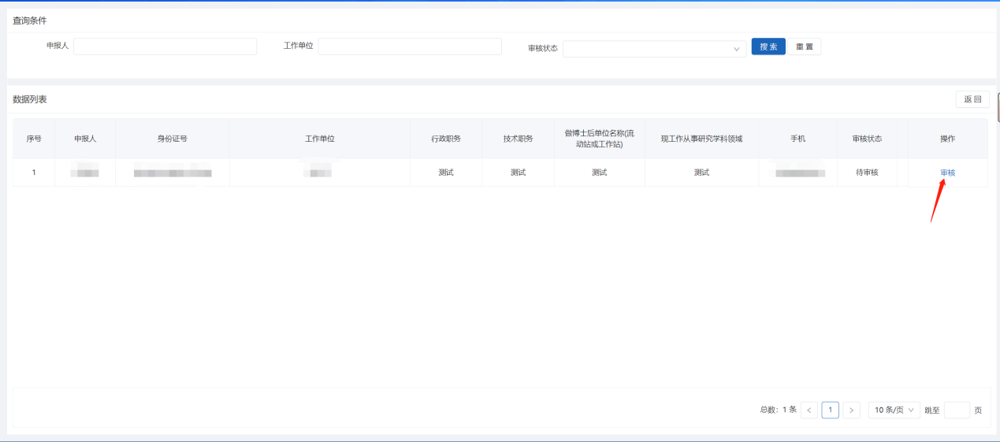 查询条件
申报人
工作单位
审核状态
搜 索
重 置
数据列表
返 回
序号
申报人
身份证号
工作单位
行政职务
技术职务
做博士后单位名称(流
动站或工作站)
现工作从事研究学科领域
手机
审核状态
操作
1
测试
测试
测试
测试
待审核
审核
总数: 1 条
<
1
>
10 条/页
跳至
页